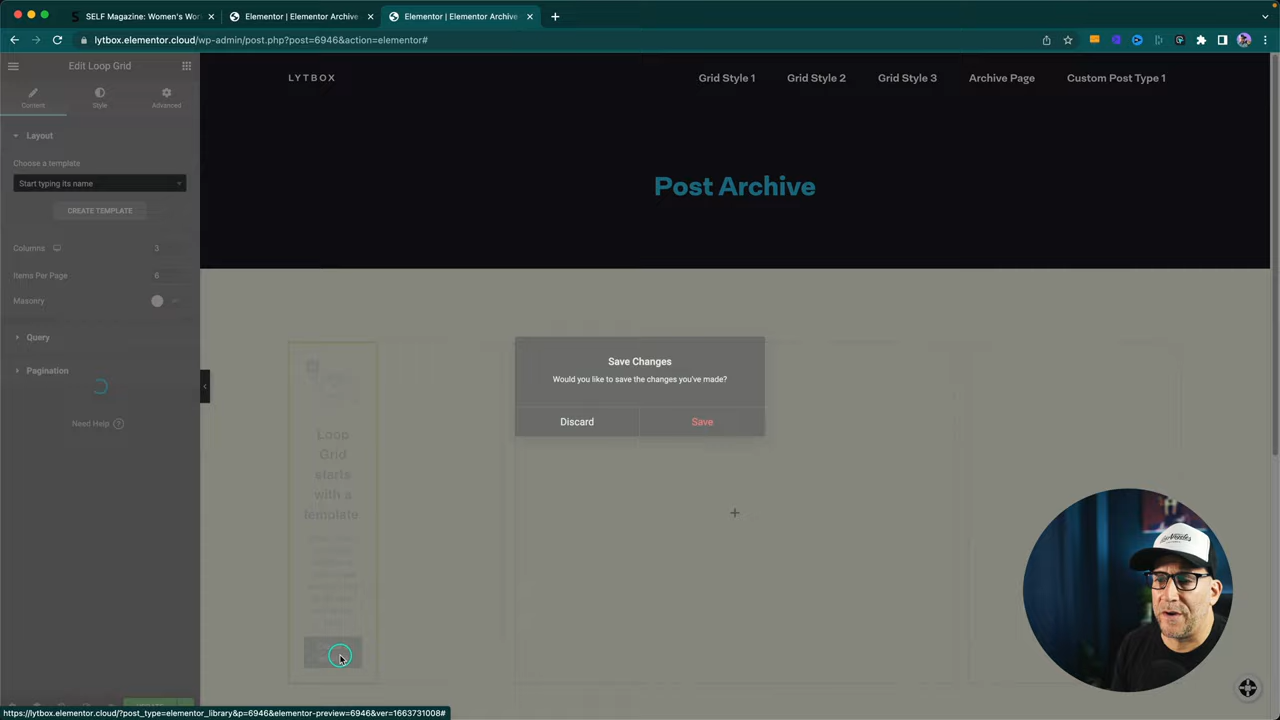 SELF Magazine: Women's Wor
Elementor | Elementor Archive
Elementor | Elementor Archive
lytbox.elementor.cloud/wp-admin/post.php?post=6946&action=elementor#
Edit Loop Grid
Content
Style
Advanced
Layout
Choose a template
Start typing its name
CREATE TEMPLATE
Columns
3
Items Per Page
6
Masonry
Query
Pagination
Need Help ?
LYTBOX
Grid Style 1
Grid Style 2
Grid Style 3
Archive Page
Custom Post Type 1
Post Archive
Save Changes
Would you like to save the changes you've made?
Discard
Save
Loop
Grid
starts
with a
template
https://lytbox.elementor.cloud/?post_type=elementor_library&p=6946&elementor-preview=6946&ver=1663731008#